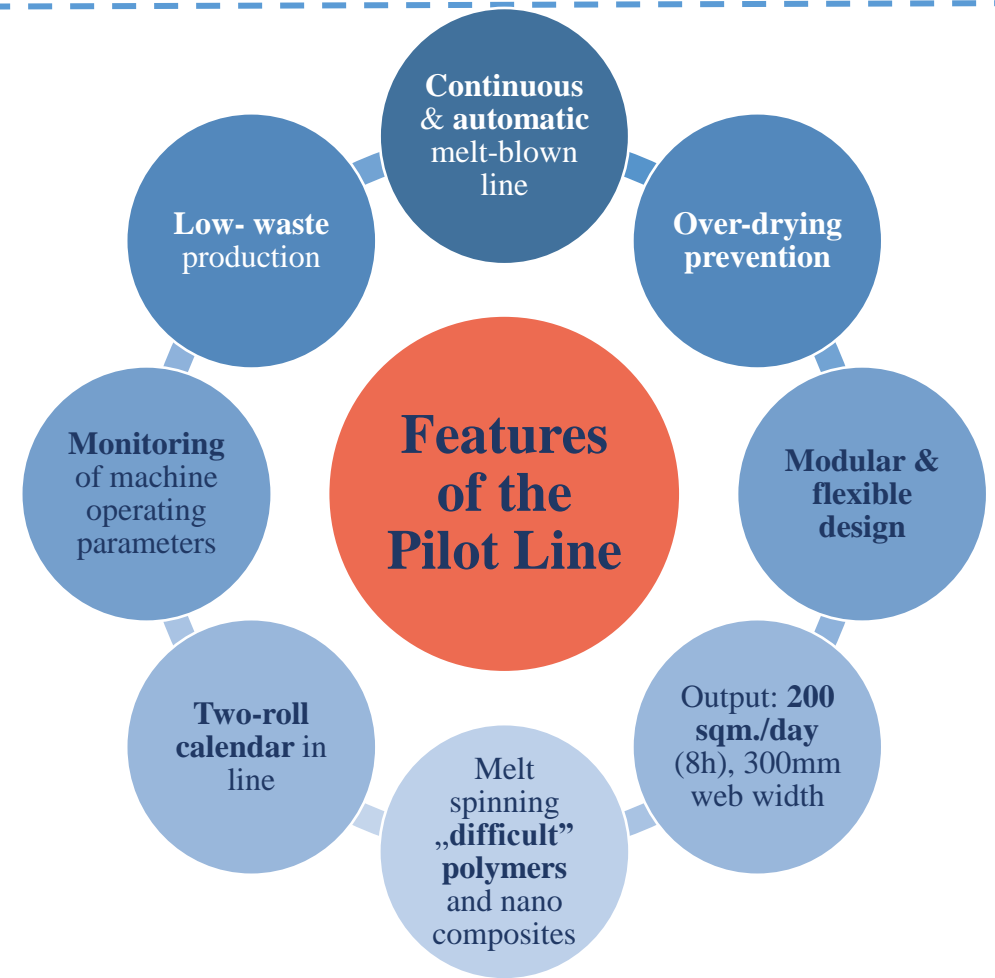 Continuous
& automatic
melt-blown
line
Over-drying
prevention
Modular &
flexible
design
Output: 200
sqm./day
(8h), 300mm
web width
Melt
spinning
„difficult”
polymers
and nano
composites
Two-roll
calendar in
line
Monitoring
of machine
operating
parameters
Low- waste
production
Features
of the
Pilot Line